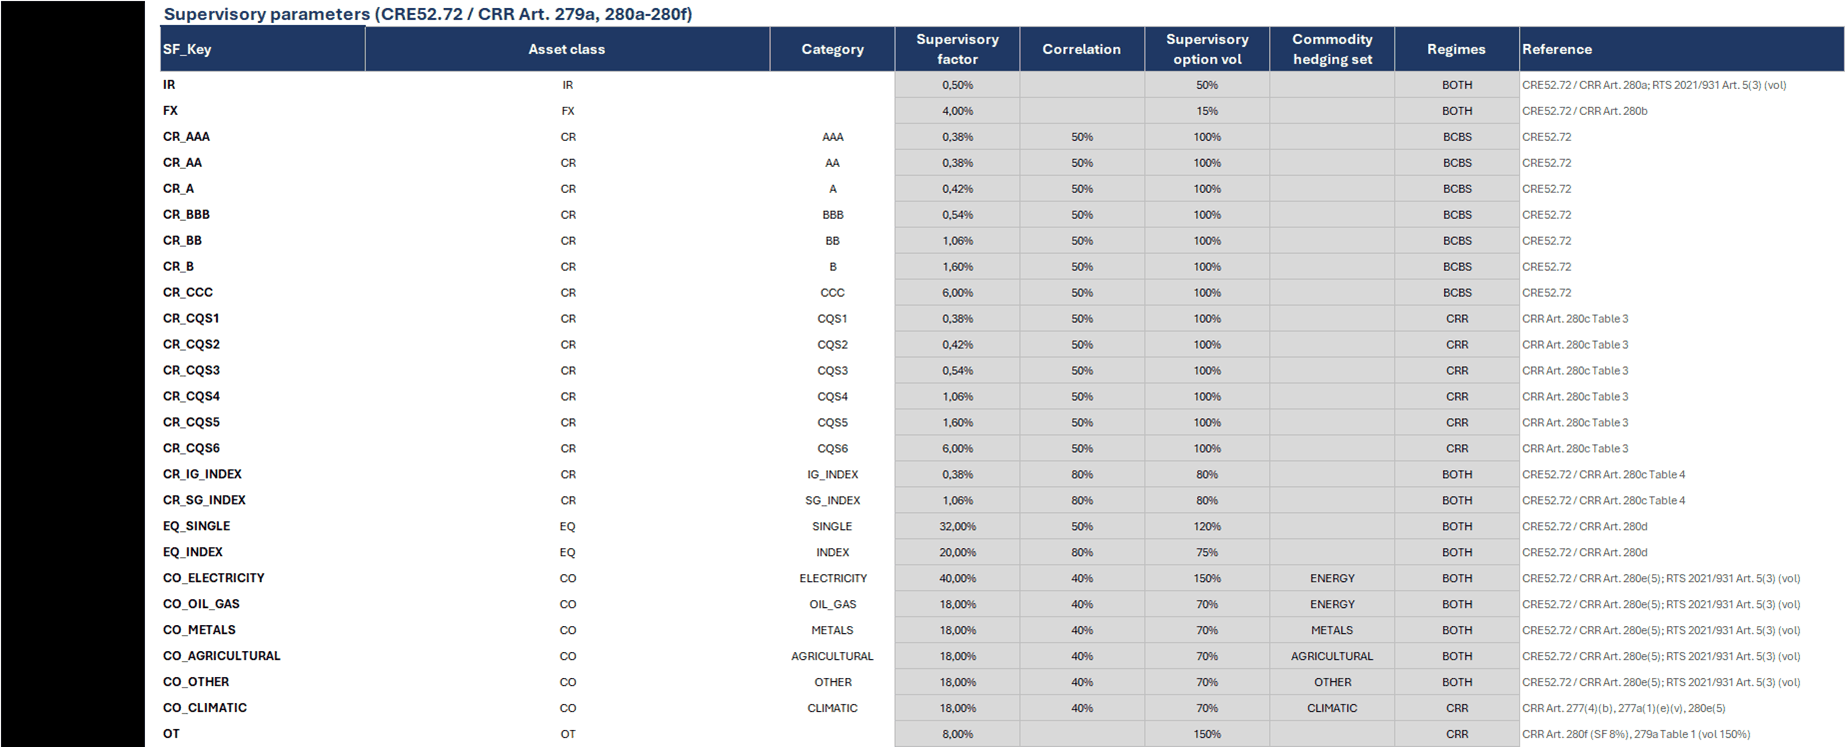 Supervisory parameters (CRE52.72 / CRR Art. 279a, 280a-280f)
SF_Key Asset class Category Supervisory factor Correlation Supervisory option vol Commodity hedging set Regimes Reference
IR IR 0,50% 50% BOTH CRE52.72 / CRR Art. 280a; RTS 2021/931 Art. 5(3) (vol)
FX FX 4,00% 15% BOTH CRE52.72 / CRR Art. 280b
CR_AAA CR AAA 0,38% 50% 100% BCBS CRE52.72
CR_AA CR AA 0,38% 50% 100% BCBS CRE52.72
CR_A CR A 0,42% 50% 100% BCBS CRE52.72
CR_BBB CR BBB 0,54% 50% 100% BCBS CRE52.72
CR_BB CR BB 1,06% 50% 100% BCBS CRE52.72
CR_B CR B 1,60% 50% 100% BCBS CRE52.72
CR_CCC CR CCC 6,00% 50% 100% BCBS CRE52.72
CR_CQS1 CR CQS1 0,38% 50% 100% CRR CRR Art. 280c Table 3
CR_CQS2 CR CQS2 0,42% 50% 100% CRR CRR Art. 280c Table 3
CR_CQS3 CR CQS3 0,54% 50% 100% CRR CRR Art. 280c Table 3
CR_CQS4 CR CQS4 1,06% 50% 100% CRR CRR Art. 280c Table 3
CR_CQS5 CR CQS5 1,60% 50% 100% CRR CRR Art. 280c Table 3
CR_CQS6 CR CQS6 6,00% 50% 100% CRR CRR Art. 280c Table 3
CR_IG_INDEX CR IG_INDEX 0,38% 80% 80% BOTH CRE52.72 / CRR Art. 280c Table 4
CR_SG_INDEX CR SG_INDEX 1,06% 80% 80% BOTH CRE52.72 / CRR Art. 280c Table 4
EQ_SINGLE EQ SINGLE 32,00% 50% 120% BOTH CRE52.72 / CRR Art. 280d
EQ_INDEX EQ INDEX 20,00% 80% 75% BOTH CRE52.72 / CRR Art. 280d
CO_ELECTRICITY CO ELECTRICITY 40,00% 40% 150% ENERGY BOTH CRE52.72 / CRR Art. 280e(5); RTS 2021/931 Art. 5(3) (vol)
CO_OIL_GAS CO OIL_GAS 18,00% 40% 70% ENERGY BOTH CRE52.72 / CRR Art. 280e(5); RTS 2021/931 Art. 5(3) (vol)
CO_METALS CO METALS 18,00% 40% 70% METALS BOTH CRE52.72 / CRR Art. 280e(5); RTS 2021/931 Art. 5(3) (vol)
CO_AGRICULTURAL CO AGRICULTURAL 18,00% 40% 70% AGRICULTURAL BOTH CRE52.72 / CRR Art. 280e(5); RTS 2021/931 Art. 5(3) (vol)
CO_OTHER CO OTHER 18,00% 40% 70% OTHER BOTH CRE52.72 / CRR Art. 280e(5); RTS 2021/931 Art. 5(3) (vol)
CO_CLIMATIC CO CLIMATIC 18,00% 40% 70% CLIMATIC CRR CRR Art. 277(4)(b), 277a(1)(e)(v), 280e(5)
OT OT 8,00% 150% CRR CRR Art. 280f (SF 8%), 279a Table 1 (vol 150%)